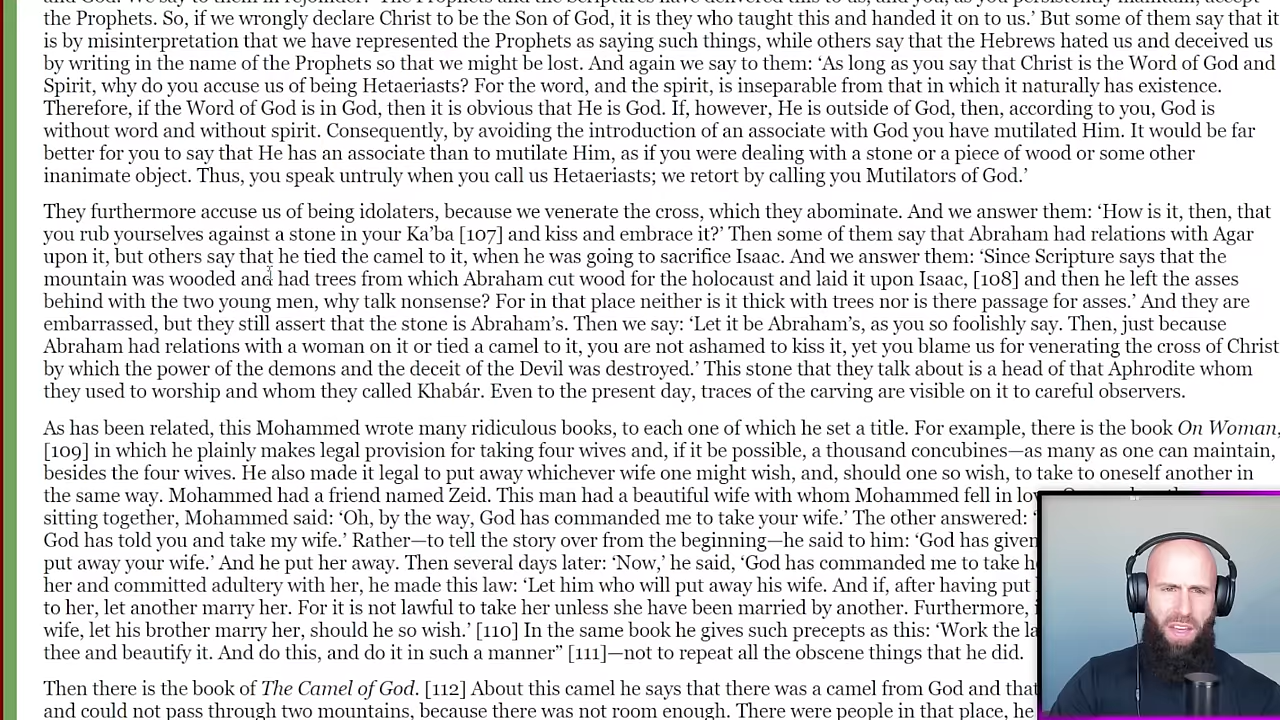 the Prophets. So, if we wrongly declare Christ to be the Son of God, it is they who taught this and handed it on to us.’ But some of them say that it
is by misinterpretation that we have represented the Prophets as saying such things, while others say that the Hebrews hated us and deceived us
by writing in the name of the Prophets so that we might be lost. And again we say to them: ‘As long as you say that Christ is the Word of God and
Spirit, why do you accuse us of being Hetaeriasts? For the word, and the spirit, is inseparable from that in which it naturally has existence.
Therefore, if the Word of God is in God, then it is obvious that He is God. If, however, He is outside of God, then, according to you, God is
without word and without spirit. Consequently, by avoiding the introduction of an associate with God you have mutilated Him. It would be far
better for you to say that He has an associate than to mutilate Him, as if you were dealing with a stone or a piece of wood or some other
inanimate object. Thus, you speak untruly when you call us Hetaeriasts; we retort by calling you Mutilators of God.’
They furthermore accuse us of being idolaters, because we venerate the cross, which they abominate. And we answer them: ‘How is it, then, that
you rub yourselves against a stone in your Ka’ba [107] and kiss and embrace it?’ Then some of them say that Abraham had relations with Agar
upon it, but others say that he tied the camel to it, when he was going to sacrifice Isaac. And we answer them: ‘Since Scripture says that the
mountain was wooded and had trees from which Abraham cut wood for the holocaust and laid it upon Isaac, [108] and then he left the asses
behind with the two young men, why talk nonsense? For in that place neither is it thick with trees nor is there passage for asses.’ And they are
embarrassed, but they still assert that the stone is Abraham’s. Then we say: ‘Let it be Abraham’s, as you so foolishly say. Then, just because
Abraham had relations with a woman on it or tied a camel to it, you are not ashamed to kiss it, yet you blame us for venerating the cross of Christ
by which the power of the demons and the deceit of the Devil was destroyed.’ This stone that they talk about is a head of that Aphrodite whom
they used to worship and whom they called Khabár. Even to the present day, traces of the carving are visible on it to careful observers.
As has been related, this Mohammed wrote many ridiculous books, to each one of which he set a title. For example, there is the book On Woman,
[109] in which he plainly makes legal provision for taking four wives and, if it be possible, a thousand concubines—as many as one can maintain,
besides the four wives. He also made it legal to put away whichever wife one might wish, and, should one so wish, to take to oneself another in
the same way. Mohammed had a friend named Zeid. This man had a beautiful wife with whom Mohammed fell in
sitting together, Mohammed said: ‘Oh, by the way, God has commanded me to take your wife.’ The other answered:
God has told you and take my wife.’ Rather—to tell the story over from the beginning—he said to him: ‘God has given
put away your wife.’ And he put her away. Then several days later: ‘Now,’ he said, ‘God has commanded me to take
her and committed adultery with her, he made this law: ‘Let him who will put away his wife. And if, after having put
to her, let another marry her. For it is not lawful to take her unless she have been married by another. Furthermore,
wife, let his brother marry her, should he so wish.’ [110] In the same book he gives such precepts as this: ‘Work the
thee and beautify it. And do this, and do it in such a manner” [111]—not to repeat all the obscene things that he did.
Then there is the book of The Camel of God. [112] About this camel he says that there was a camel from God and that
and could not pass through two mountains, because there was not room enough. There were people in that place, he